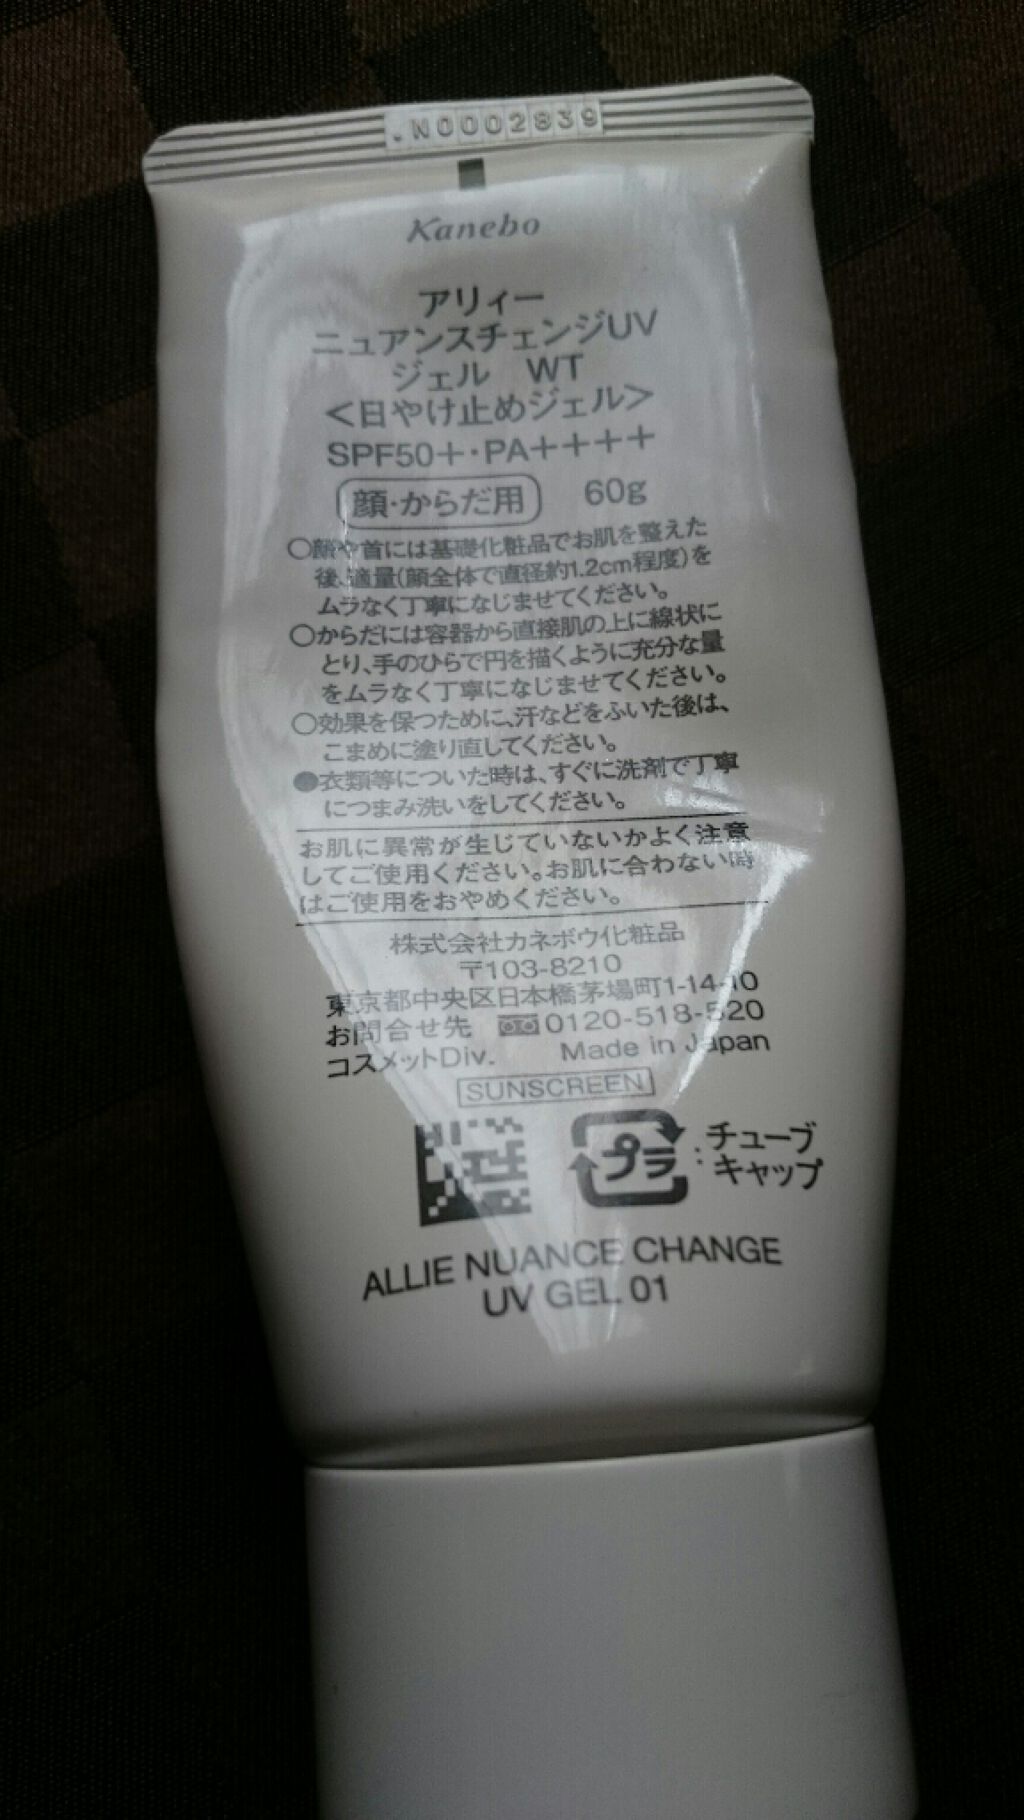 .N0002839
Kanebo
アリィー
ニュアンスチェンジUV
ジェル　WT
＜日やけ止めジェル＞
SPF50＋・PA＋＋＋＋
顔・からだ用　60g
○顔や首には基礎化粧品でお肌を整えた
後、適量(顔全体で直径約1.2cm程度)を
ムラなく丁寧になじませてください。
○からだには容器から直接肌の上に線状に
とり、手のひらで円を描くように充分な量
をムラなく丁寧になじませてください。
○効果を保つために、汗などをふいた後は、
こまめに塗り直してください。
●衣類等についた時は、すぐに洗剤で丁寧
につまみ洗いをしてください。
お肌に異常が生じていないかよく注意
してご使用ください。お肌に合わない時
はご使用をおやめください。
株式会社カネボウ化粧品
〒103-8210
東京都中央区日本橋茅場町1-14-10
お問合せ先　0120-518-520
コスメットDiv.　Made in Japan
SUNSCREEN
プラ : チューブ
キャップ
ALLIE NUANCE CHANGE
UV GEL 01